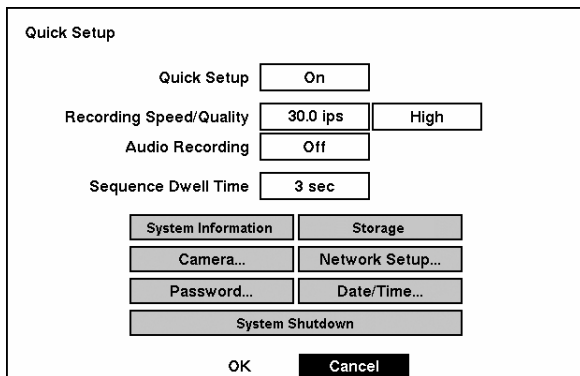 Quick Setup
Quick Setup On
Recording Speed/Quality 30.0 ips High
Audio Recording Off
Sequence Dwell Time 3 sec
System Information Storage
Camera... Network Setup...
Password... Date/Time...
System Shutdown
OK Cancel